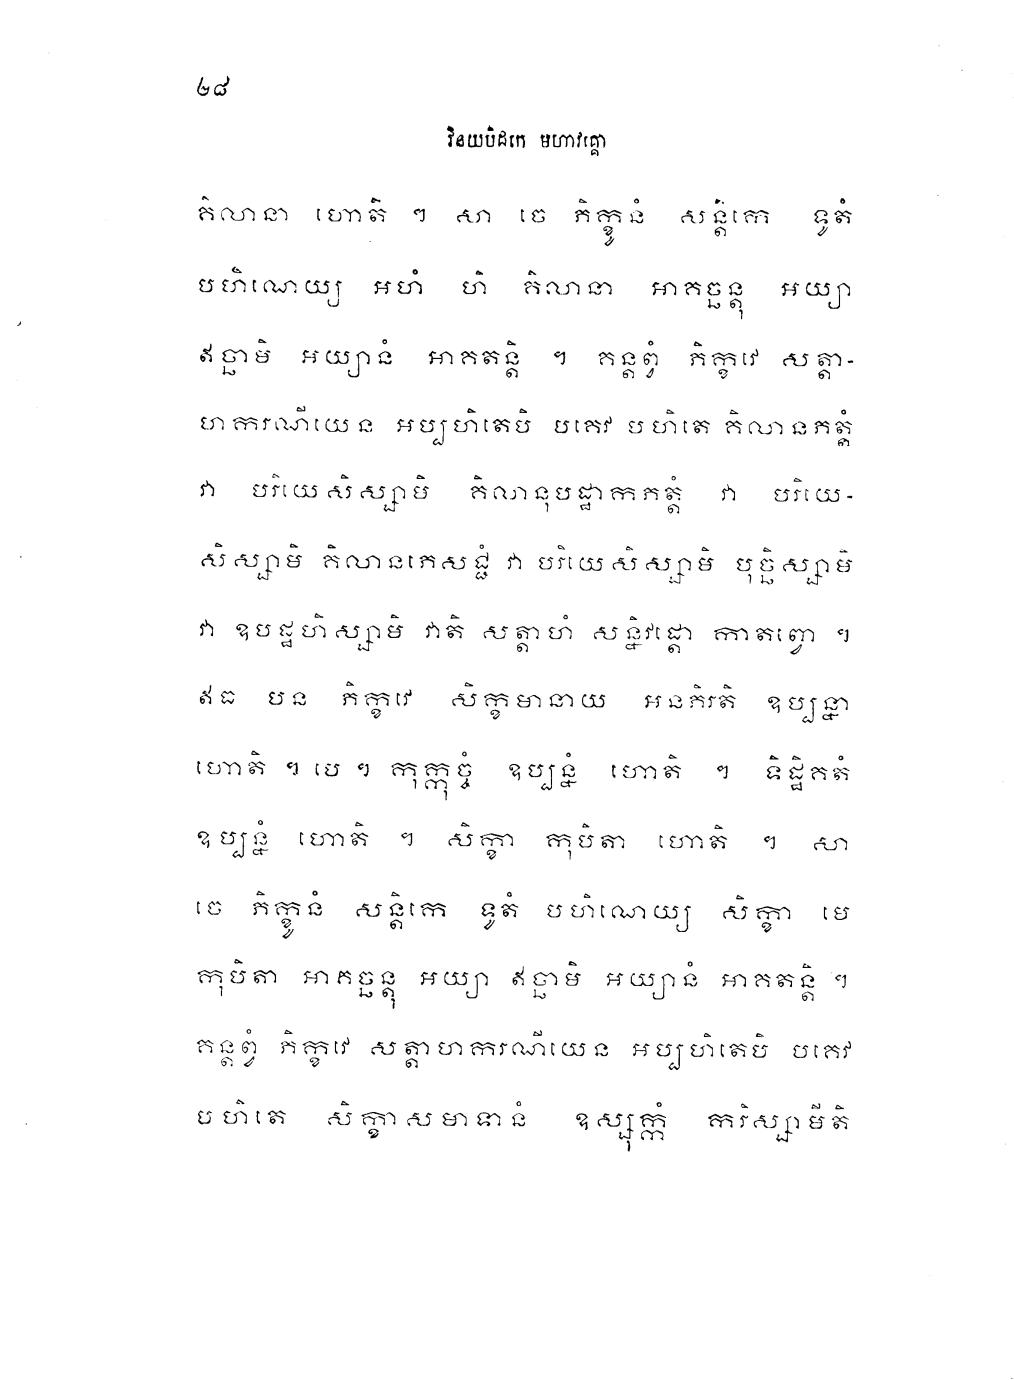 ២៨
វិនយបិដកេ មហាវគ្គោ
គិលានា ហោតិ ។ សា ចេ ភិក្ខូនំ សន្តិកេ ទូតំ
បហិណេយ្យ អហំ ហិ គិលានា អាគច្ឆន្តុ អយ្យា
ឥច្ឆាមិ អយ្យានំ អាគតន្តិ ។ គន្តព្វំ ភិក្ខវេ សត្តា-
ហករណីយេន អប្បហិតេបិ បគេវ បហិតេ គិលានភត្តំ
វា បរិយេសិស្សាមិ គិលានុបដ្ឋាកភត្តំ វា បរិយេ-
សិស្សាមិ គិលានភេសជ្ជំ វា បរិយេសិស្សាមិ បុច្ឆិស្សាមិ
វា ឧបដ្ឋហិស្សាមិ វាតិ សត្តាហំ សន្និវដ្តោ កាតព្វោ ។
ឥធ បន ភិក្ខវេ សិក្ខមានាយ អនភិរតិ ឧប្បន្នា
ហោតិ ។ បេ ។ កុក្កុច្ចំ ឧប្បន្នំ ហោតិ ។ ទិដ្ឋិគតំ
ឧប្បន្នំ ហោតិ ។ សិក្ខា កុបិតា ហោតិ ។ សា
ចេ ភិក្ខូនំ សន្តិកេ ទូតំ បហិណេយ្យ សិក្ខា មេ
កុបិតា អាគច្ឆន្តុ អយ្យា ឥច្ឆាមិ អយ្យានំ អាគតន្តិ ។
គន្តព្វំ ភិក្ខវេ សត្តាហករណីយេន អប្បហិតេបិ បគេវ
បហិតេ សិក្ខាសមាទានំ ឧស្សុក្កំ ករិស្សាមីតិ